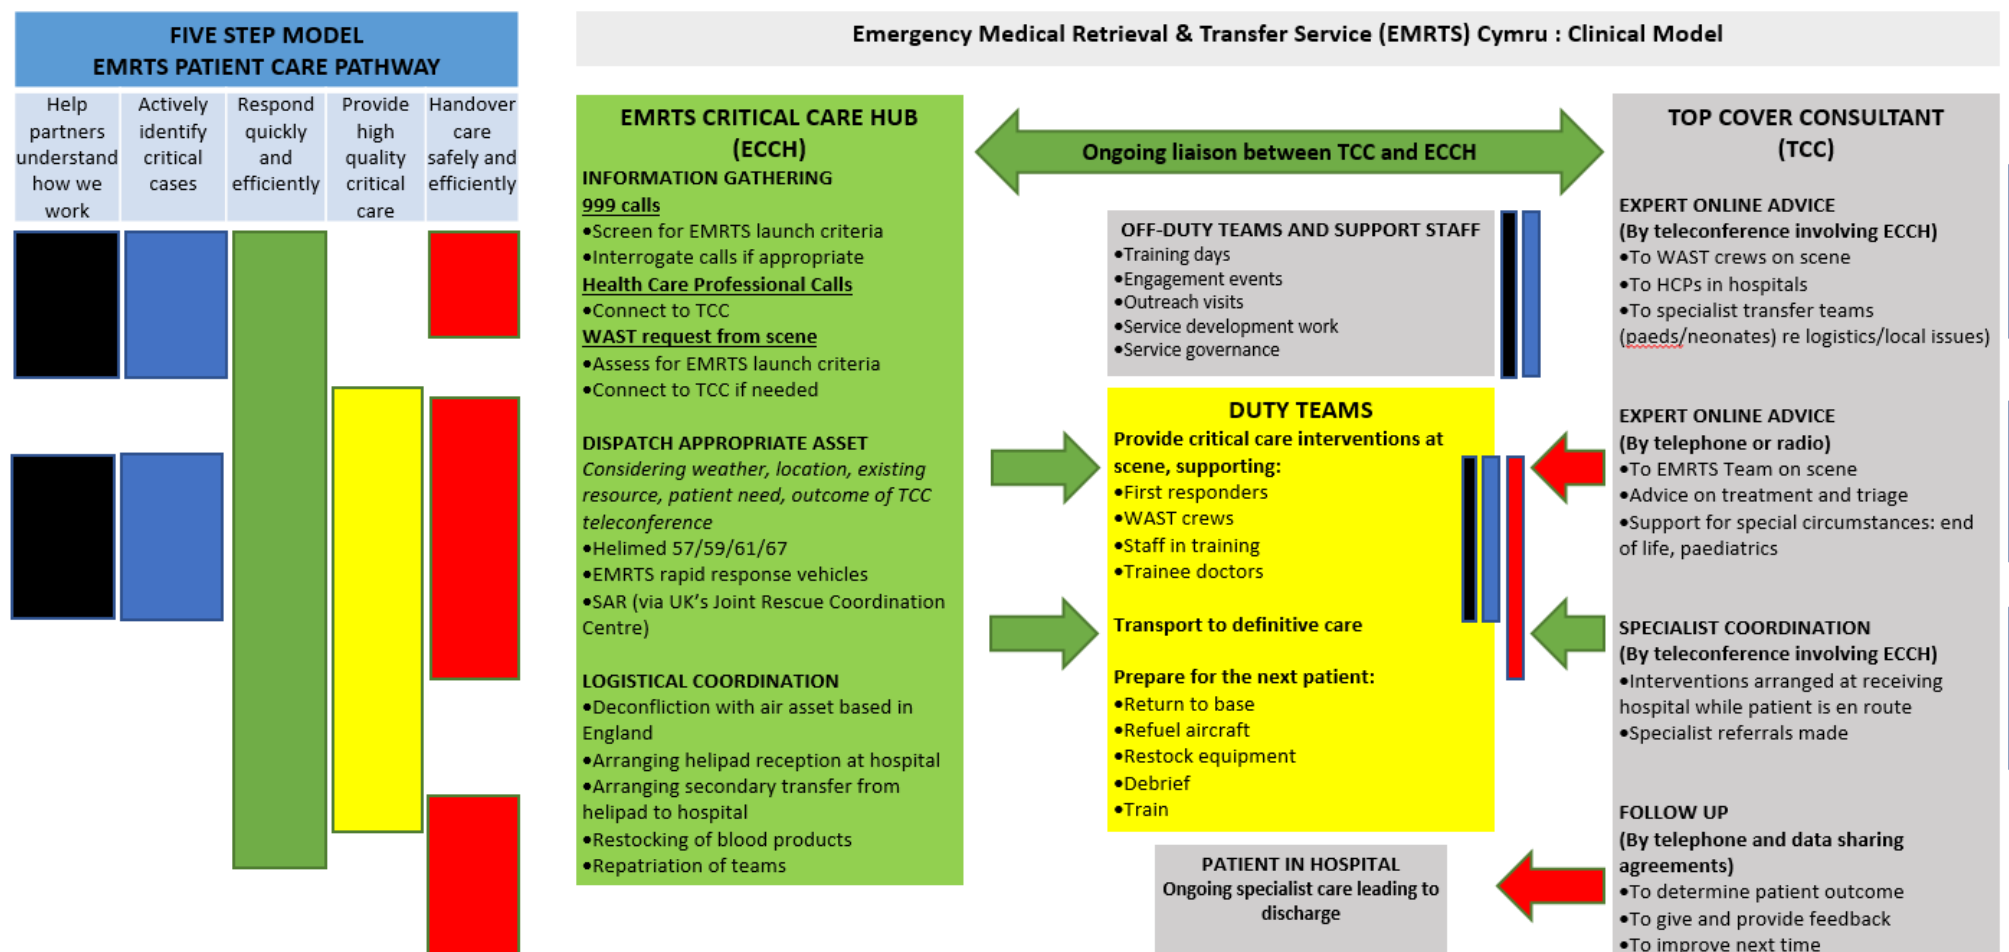 FIVE STEP MODEL
EMRTS PATIENT CARE PATHWAY
Help
partners
understand
how we
work
Actively
identify
critical
cases
Respond
quickly
and
efficiently
Provide
high
quality
critical
care
Handover
care
safely and
efficiently
Emergency Medical Retrieval & Transfer Service (EMRTS) Cymru : Clinical Model
EMRTS CRITICAL CARE HUB
(ECCH)
INFORMATION GATHERING
999 calls
•Screen for EMRTS launch criteria
•Interrogate calls if appropriate
Health Care Professional Calls
•Connect to TCC
WAST request from scene
•Assess for EMRTS launch criteria
•Connect to TCC if needed
DISPATCH APPROPRIATE ASSET
Considering weather, location, existing
resource, patient need, outcome of TCC
teleconference
•Helimed 57/59/61/67
•EMRTS rapid response vehicles
•SAR (via UK's Joint Rescue Coordination
Centre)
LOGISTICAL COORDINATION
•Deconfliction with air asset based in
England
•Arranging helipad reception at hospital
•Arranging secondary transfer from
helipad to hospital
•Restocking of blood products
•Repatriation of teams
Ongoing liaison between TCC and ECCH
OFF-DUTY TEAMS AND SUPPORT STAFF
•Training days
•Engagement events
•Outreach visits
•Service development work
•Service governance
DUTY TEAMS
Provide critical care interventions at
scene, supporting:
•First responders
•WAST crews
•Staff in training
•Trainee doctors
Transport to definitive care
Prepare for the next patient:
•Return to base
•Refuel aircraft
•Restock equipment
•Debrief
•Train
PATIENT IN HOSPITAL
Ongoing specialist care leading to
discharge
TOP COVER CONSULTANT
(TCC)
EXPERT ONLINE ADVICE
(By teleconference involving ECCH)
•To WAST crews on scene
•To HCPs in hospitals
•To specialist transfer teams
(paeds/neonates) re logistics/local issues)
EXPERT ONLINE ADVICE
(By telephone or radio)
•To EMRTS Team on scene
•Advice on treatment and triage
•Support for special circumstances: end
of life, paediatrics
SPECIALIST COORDINATION
(By teleconference involving ECCH)
•Interventions arranged at receiving
hospital while patient is en route
•Specialist referrals made
FOLLOW UP
(By telephone and data sharing
agreements)
•To determine patient outcome
•To give and provide feedback
•To improve next time